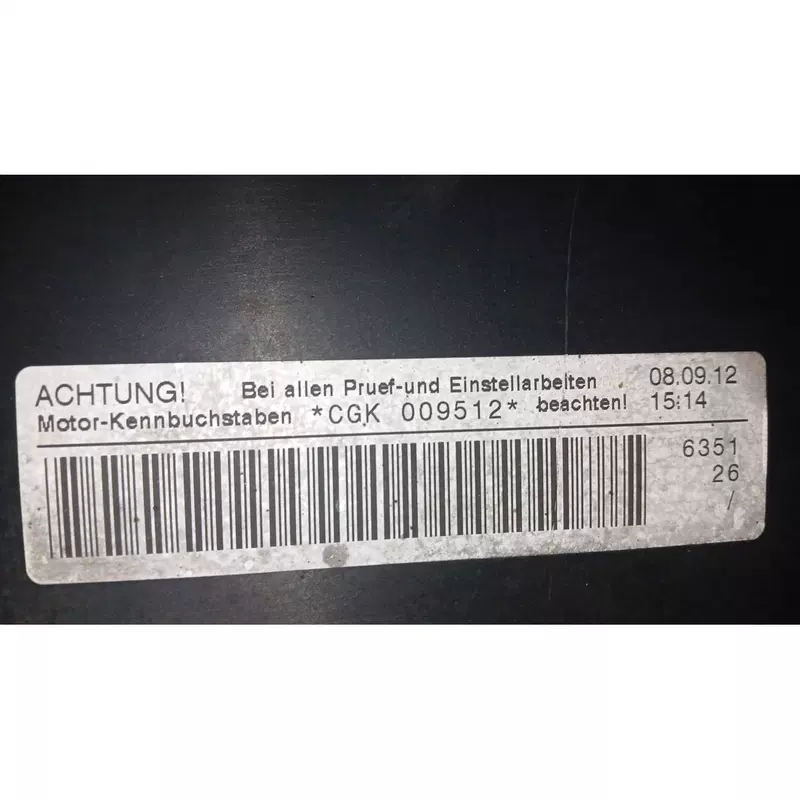 ACHTUNG! Bei allen Pruef-und Einstellarbeiten 08.09.12
Motor-Kennbuchstaben *CGK 009512* beachten! 15:14
6351
26
/